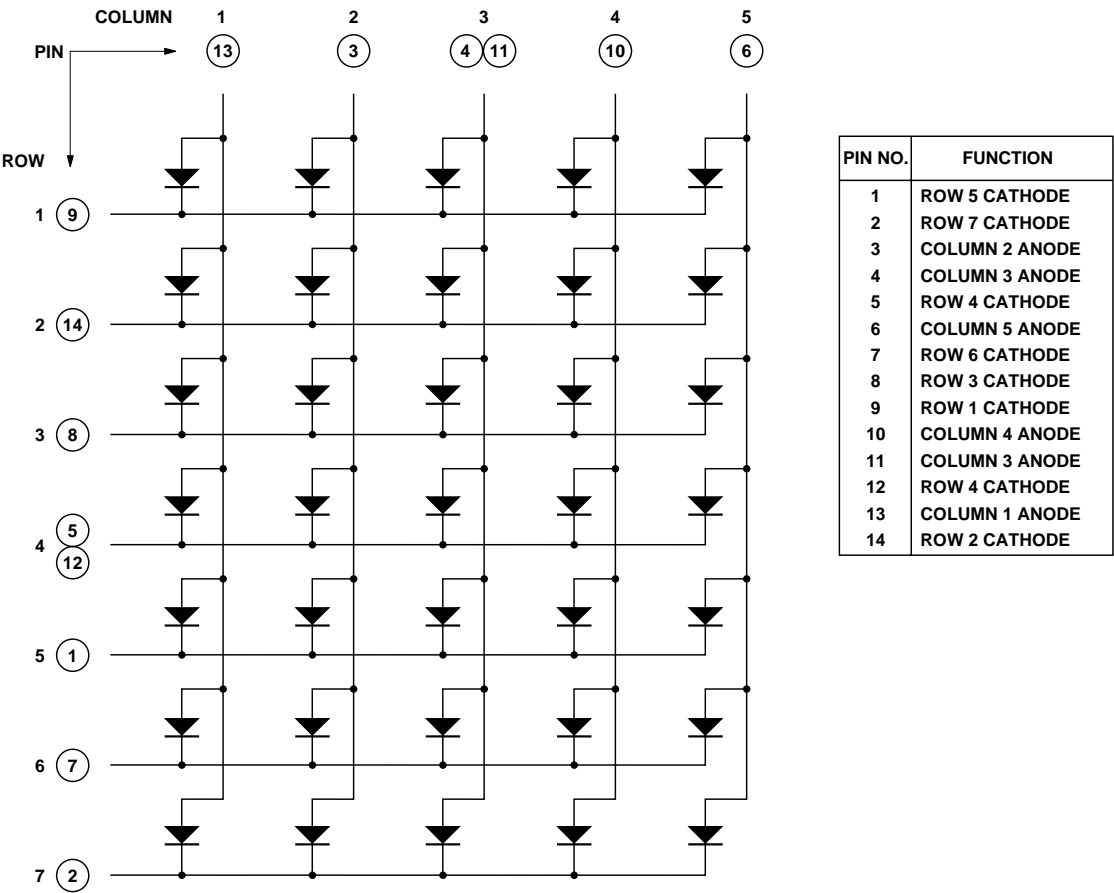 COLUMN 1 2 3 4 5
PIN 13 3 4 11 10 6
ROW
1 9
2 14
3 8
4 5 12
5 1
6 7
7 2
PIN NO. FUNCTION
1 ROW 5 CATHODE
2 ROW 7 CATHODE
3 COLUMN 2 ANODE
4 COLUMN 3 ANODE
5 ROW 4 CATHODE
6 COLUMN 5 ANODE
7 ROW 6 CATHODE
8 ROW 3 CATHODE
9 ROW 1 CATHODE
10 COLUMN 4 ANODE
11 COLUMN 3 ANODE
12 ROW 4 CATHODE
13 COLUMN 1 ANODE
14 ROW 2 CATHODE